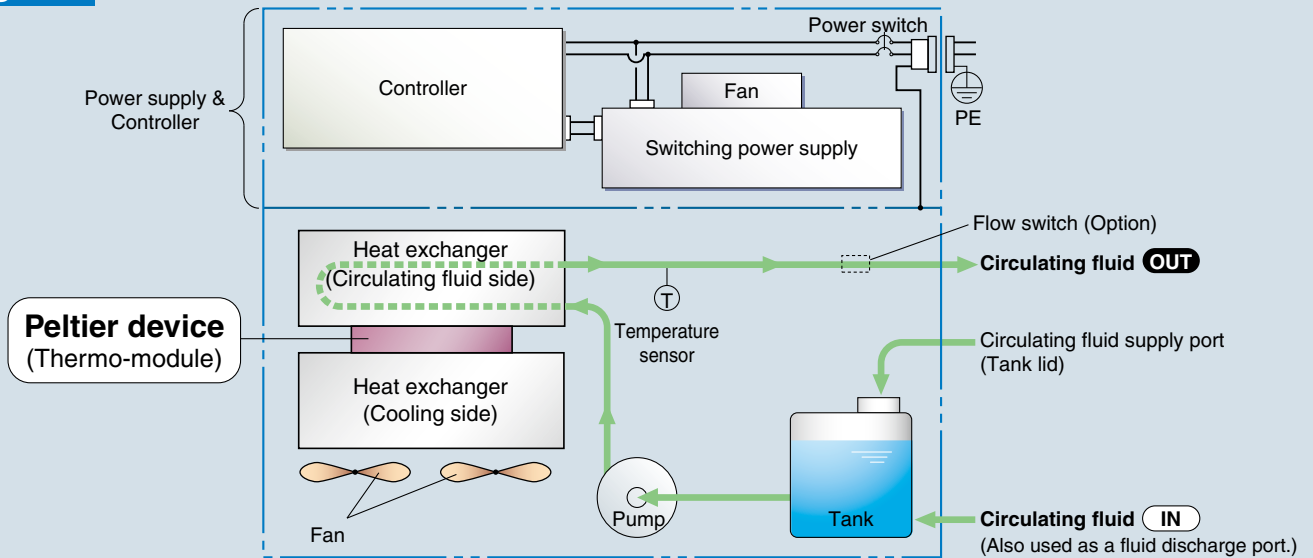 Power switch
Controller
Fan
Power supply &
Controller
PE
Switching power supply
Flow switch (Option)
Heat exchanger
(Circulating fluid side)
Circulating fluid OUT
T
Peltier device
(Thermo-module)
Temperature
sensor
Circulating fluid supply port
(Tank lid)
Heat exchanger
(Cooling side)
Pump
Tank
Circulating fluid IN
(Also used as a fluid discharge port.)
Fan